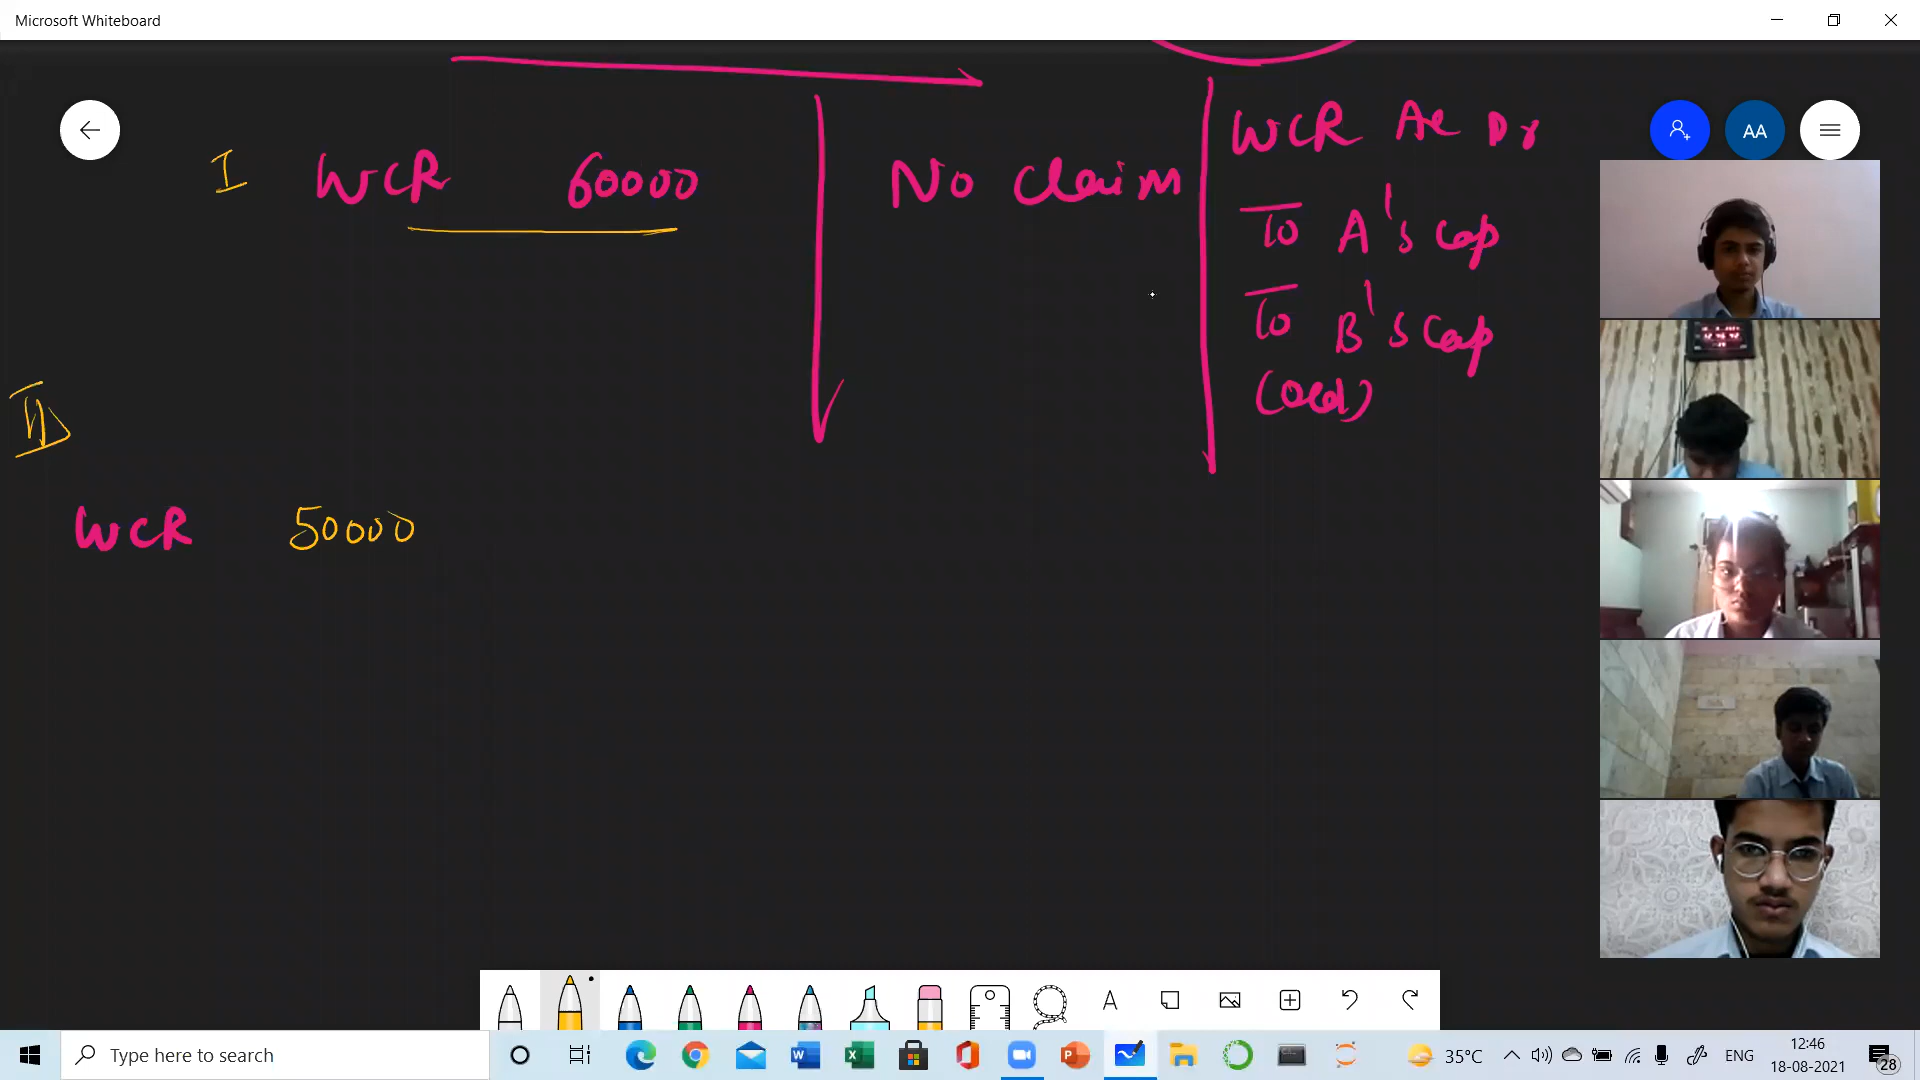 Microsoft Whiteboard
AA
I WCR 60000
No Claim
WCR Ac Dr
To A's Cap
To B's Cap
(old)
II
WCR 50000
A
Type here to search
35°C
ENG
12:46
18-08-2021
28